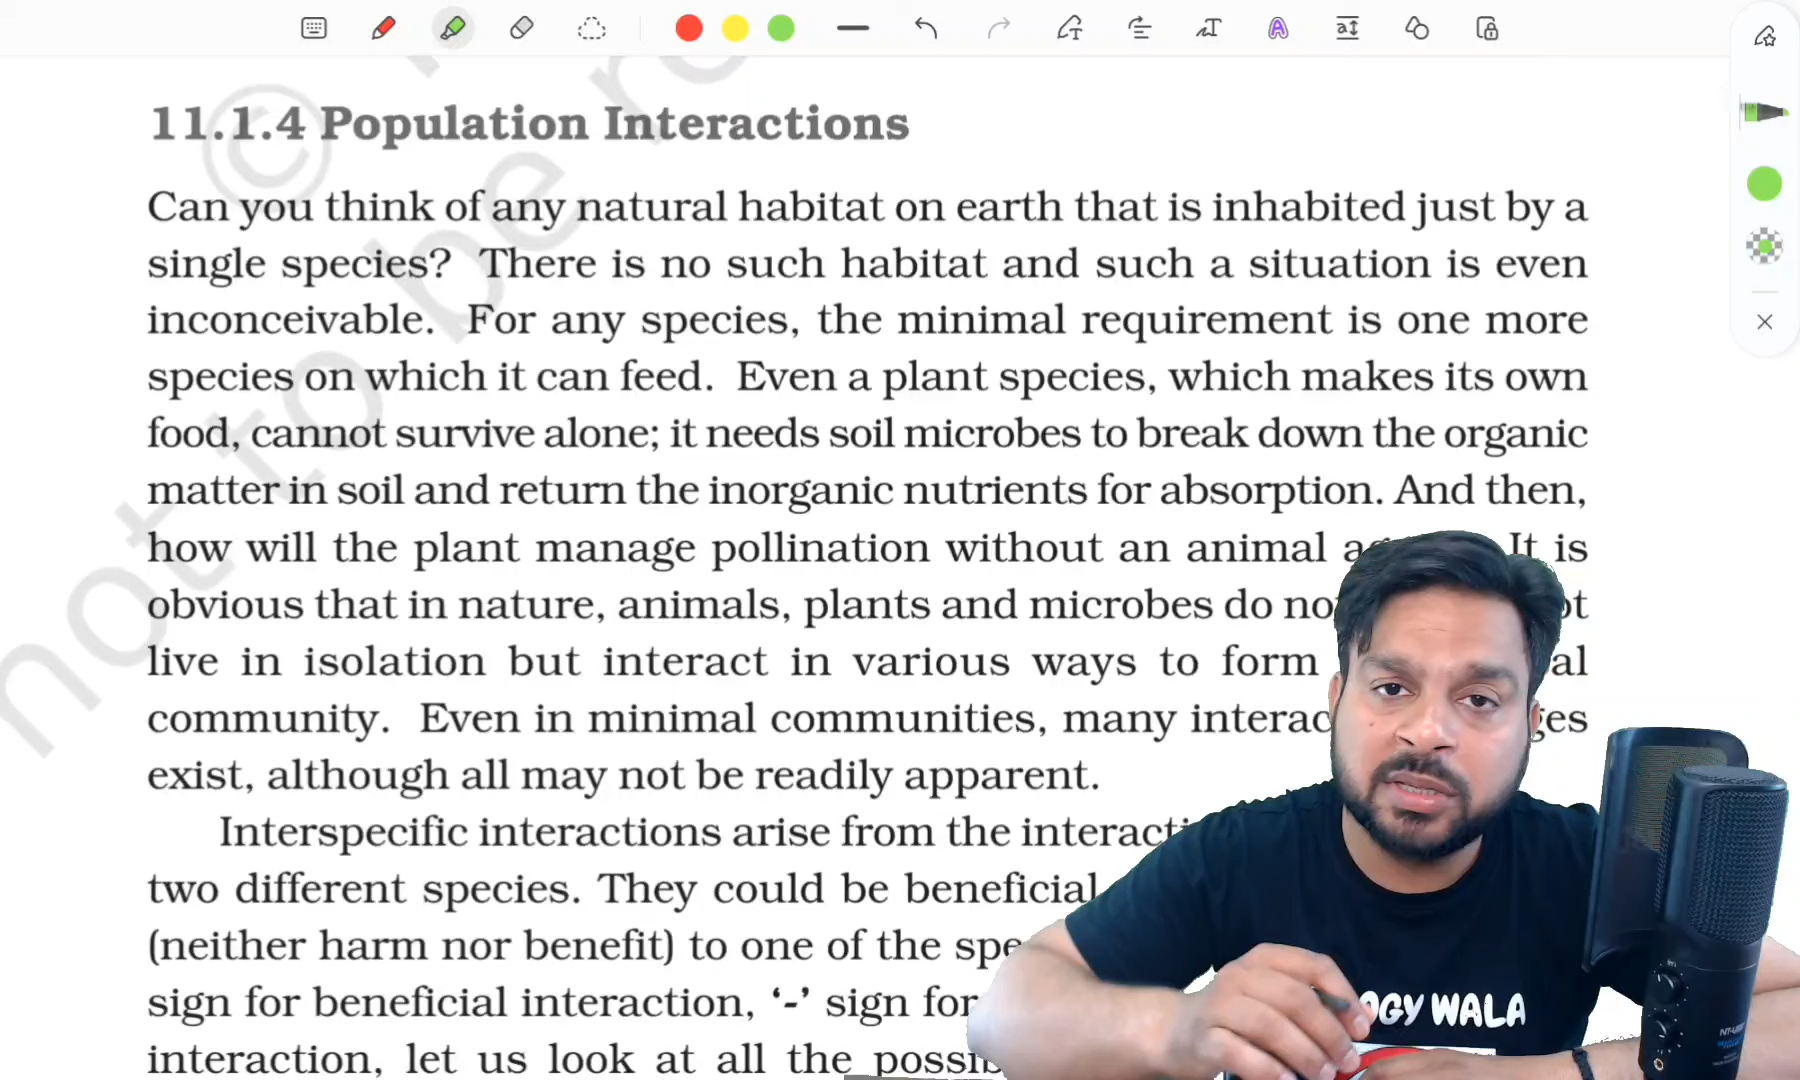 11.1.4 Population Interactions
Can you think of any natural habitat on earth that is inhabited just by a
single species? There is no such habitat and such a situation is even
inconceivable. For any species, the minimal requirement is one more
species on which it can feed. Even a plant species, which makes its own
food, cannot survive alone; it needs soil microbes to break down the organic
matter in soil and return the inorganic nutrients for absorption. And then,
how will the plant manage pollination without an animal It is
obvious that in nature, animals, plants and microbes do
live in isolation but interact in various ways to form
community. Even in minimal communities, many
exist, although all may not be readily apparent.
Interspecific interactions arise from the
two different species. They could be beneficial,
(neither harm nor benefit) to one of the
sign for beneficial interaction, ‘-’ sign for
interaction, let us look at all the
WALA
© 
not to be